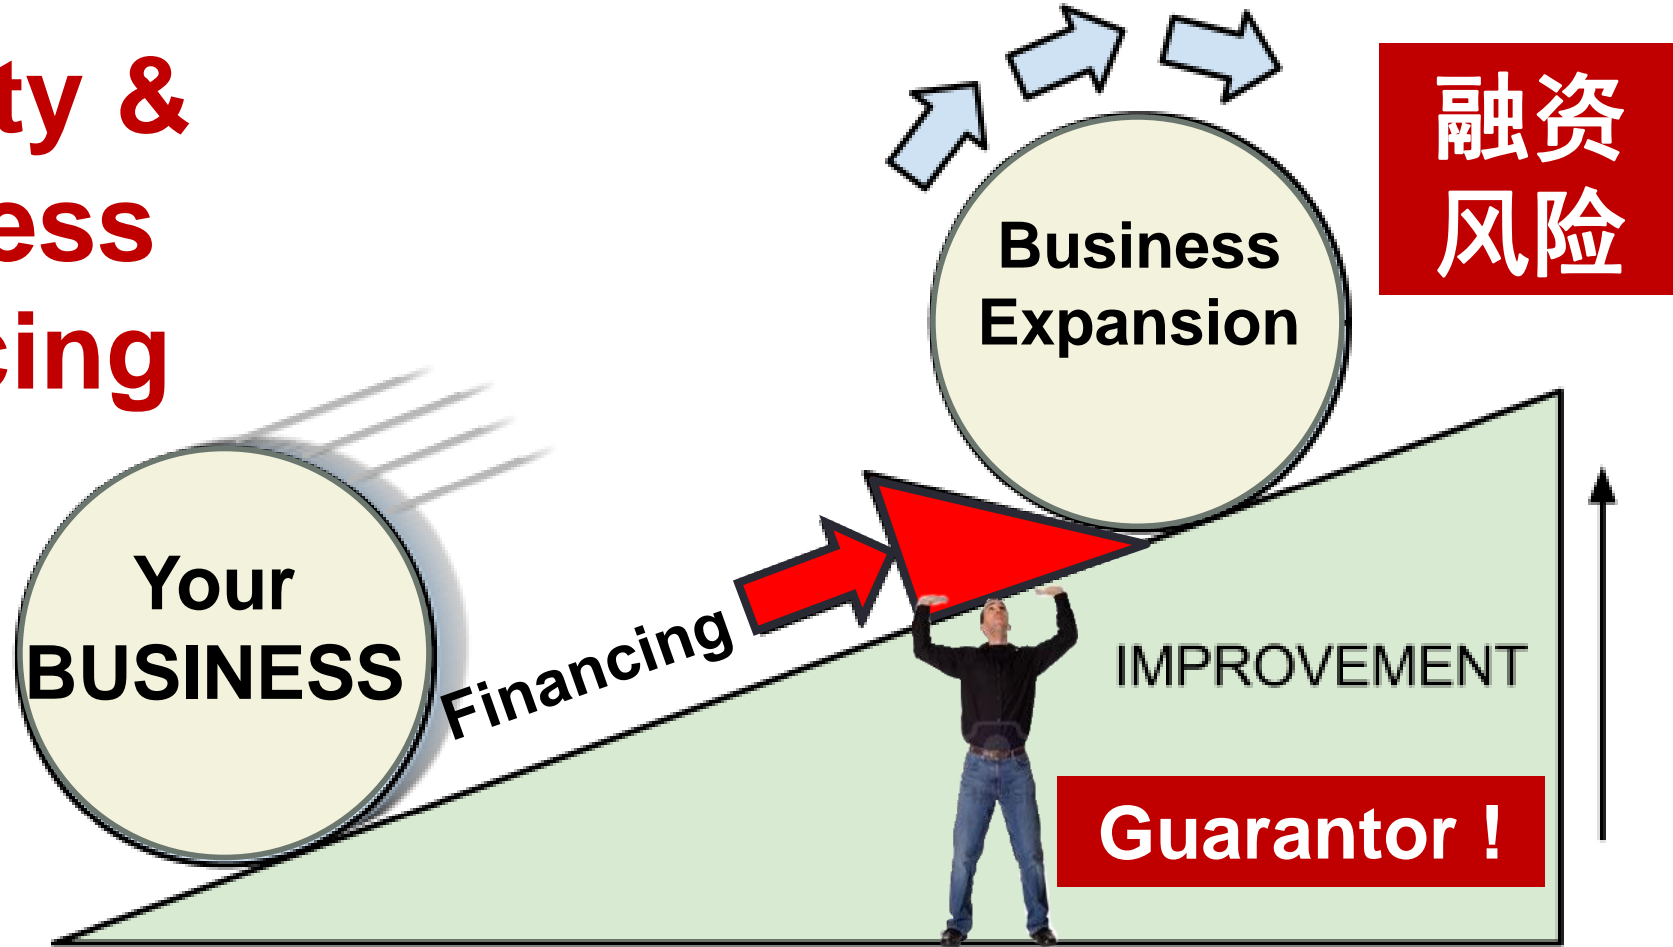 ty &
ess
cing
融资
风险
Business
Expansion
Your
BUSINESS
Financing
IMPROVEMENT
Guarantor !